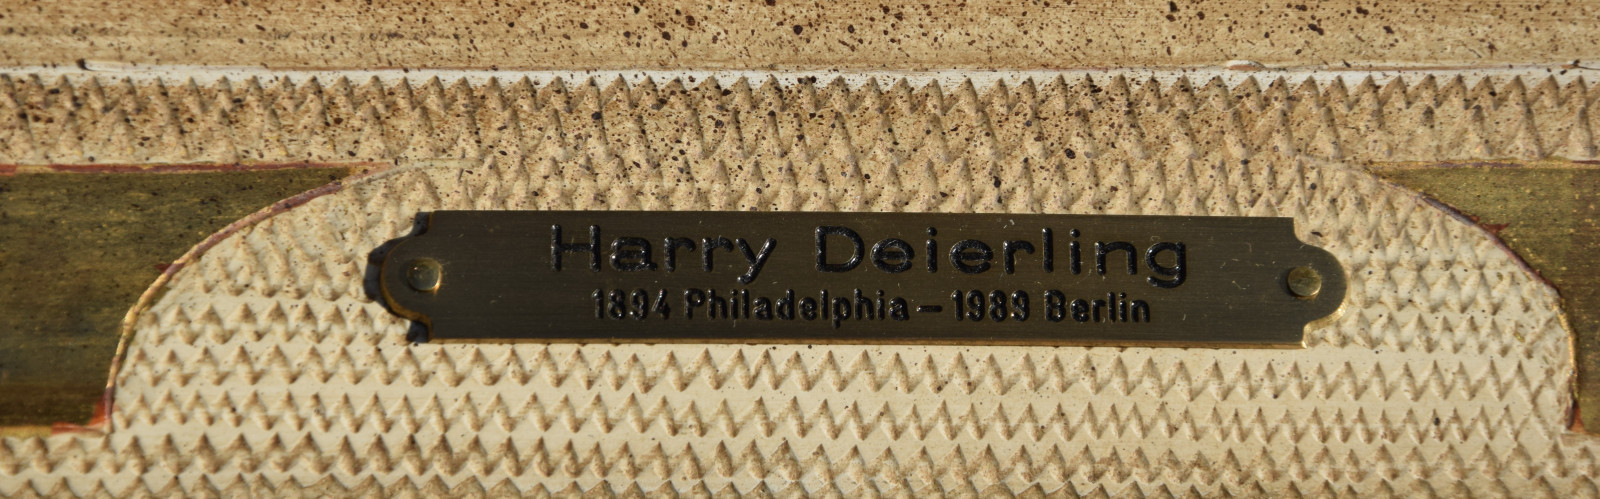 Harry Deierling
1894 Philadelphia – 1989 Berlin